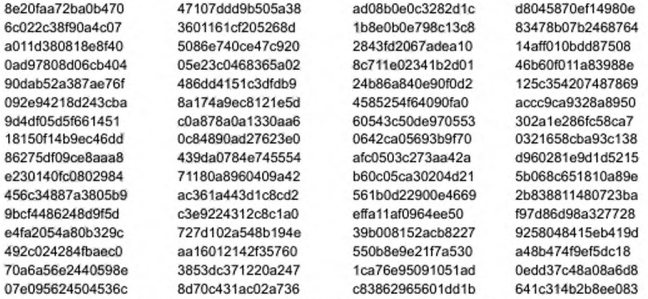 8e20faa72ba0b470 47107ddd9b505a38 ad08b0e0c3282d1c d8045870ef14980e
6c022c38f90a4c07 3601161cf205268d 1b8e0b0e798c13c8 83478b07b2468764
a011d380818e8f40 5086e740ce47c920 2843fd2067adea10 14aff010bdd87508
0ad97808d06cb404 05e23c0468365a02 8c711e02341b2d01 46b60f011a83988e
90dab52a387ae76f 486dd4151c3dfdb9 24b86a840e90f0d2 125c354207487869
092e94218d243cba 8a174a9ec8121e5d 4585254f64090fa0 accc9ca9328a8950
9d4df05d5f661451 c0a878a0a1330aa6 60543c50de970553 302a1e286fc58ca7
18150f14b9ec46dd 0c84890ad27623e0 0642ca05693b9f70 0321658cba93c138
86275df09ce8aaa8 439da0784e745554 afc0503c273aa42a d960281e9d1d5215
e230140fc0802984 71180a8960409a42 b60c05ca30204d21 5b068c651810a89e
456c34887a3805b9 ac361a443d1c8cd2 561b0d22900e4669 2b838811480723ba
9bcf4486248d9f5d c3e9224312c8c1a0 effa11af0964ee50 f97d86d98a327728
e4fa2054a80b329c 727d102a548b194e 39b008152acb8227 9258048415eb419d
492c024284fbaec0 aa16012142f35760 550b8e9e21f7a530 a48b474f9ef5dc18
70a6a56e2440598e 3853dc371220a247 1ca76e95091051ad 0edd37c48a08a6d8
07e095624504536c 8d70c431ac02a736 c83862965601dd1b 641c314b2b8ee083